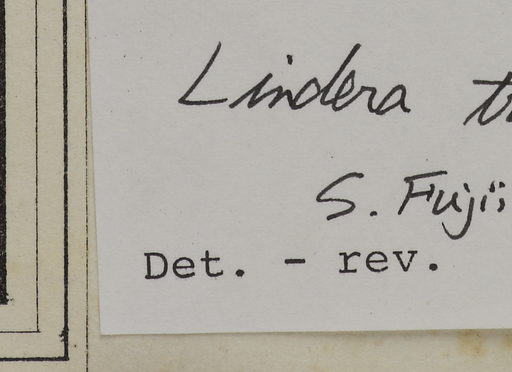 Lindera
S. Fujii
Det. - rev.